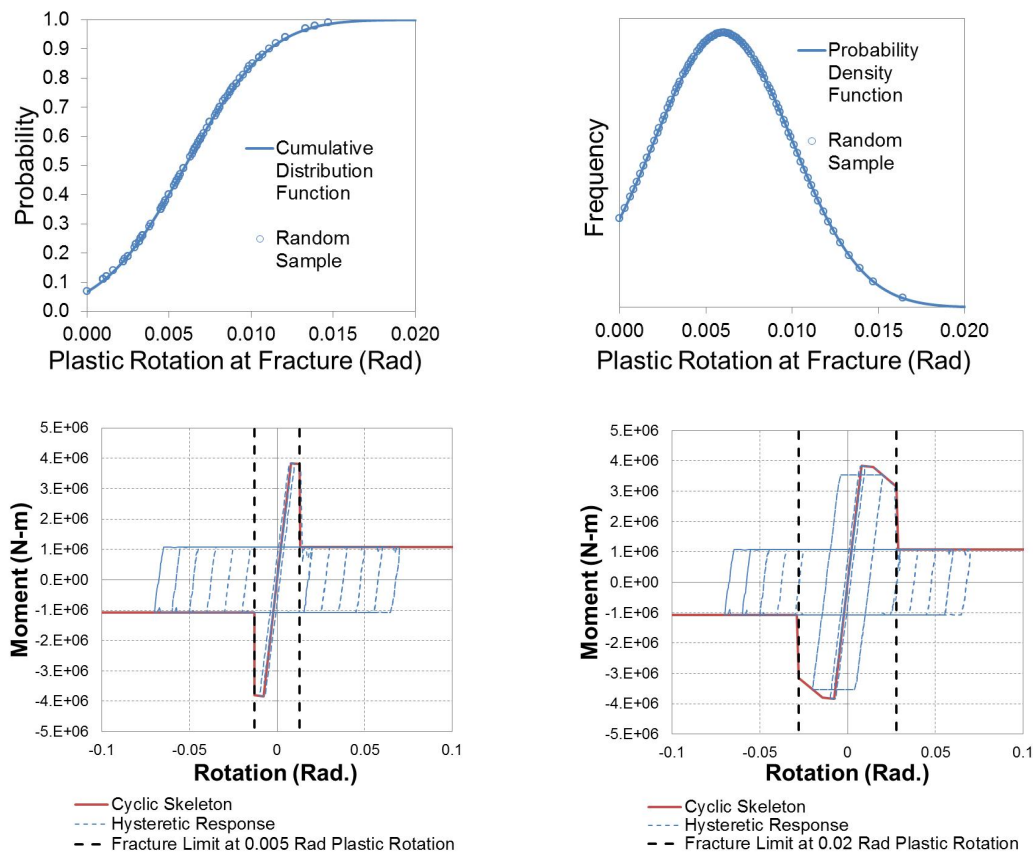 1.0
0.9
0.8
0.7
0.6
0.5
0.4
0.3
0.2
0.1
0.0
Probability
Cumulative
Distribution
Function
Random
Sample
0.000 0.005 0.010 0.015 0.020
Plastic Rotation at Fracture (Rad)
Frequency
Probability
Density
Function
Random
Sample
0.000 0.005 0.010 0.015 0.020
Plastic Rotation at Fracture (Rad)
Moment (N-m)
5.E+06
4.E+06
3.E+06
2.E+06
1.E+06
0.E+00
-1.E+06
-2.E+06
-3.E+06
-4.E+06
-5.E+06
-0.1 -0.05 0 0.05 0.1
Rotation (Rad.)
Cyclic Skeleton
Hysteretic Response
Fracture Limit at 0.005 Rad Plastic Rotation
Moment (N-m)
5.E+06
4.E+06
3.E+06
2.E+06
1.E+06
0.E+00
-1.E+06
-2.E+06
-3.E+06
-4.E+06
-5.E+06
-0.1 -0.05 0 0.05 0.1
Rotation (Rad.)
Cyclic Skeleton
Hysteretic Response
Fracture Limit at 0.02 Rad Plastic Rotation